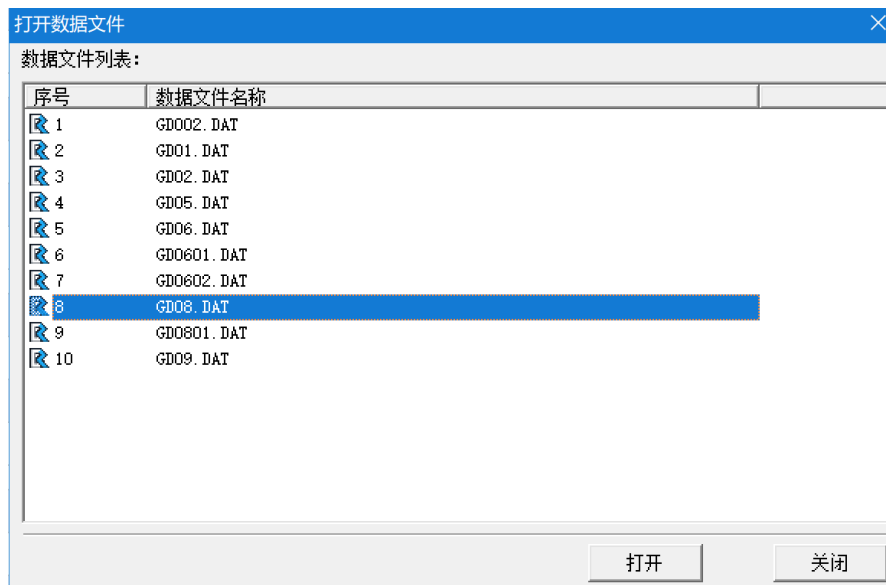 打开数据文件
数据文件列表：
序号 数据文件名称
1 GD002.DAT
2 GD01.DAT
3 GD02.DAT
4 GD05.DAT
5 GD06.DAT
6 GD0601.DAT
7 GD0602.DAT
8 GD08.DAT
9 GD0801.DAT
10 GD09.DAT
打开 关闭